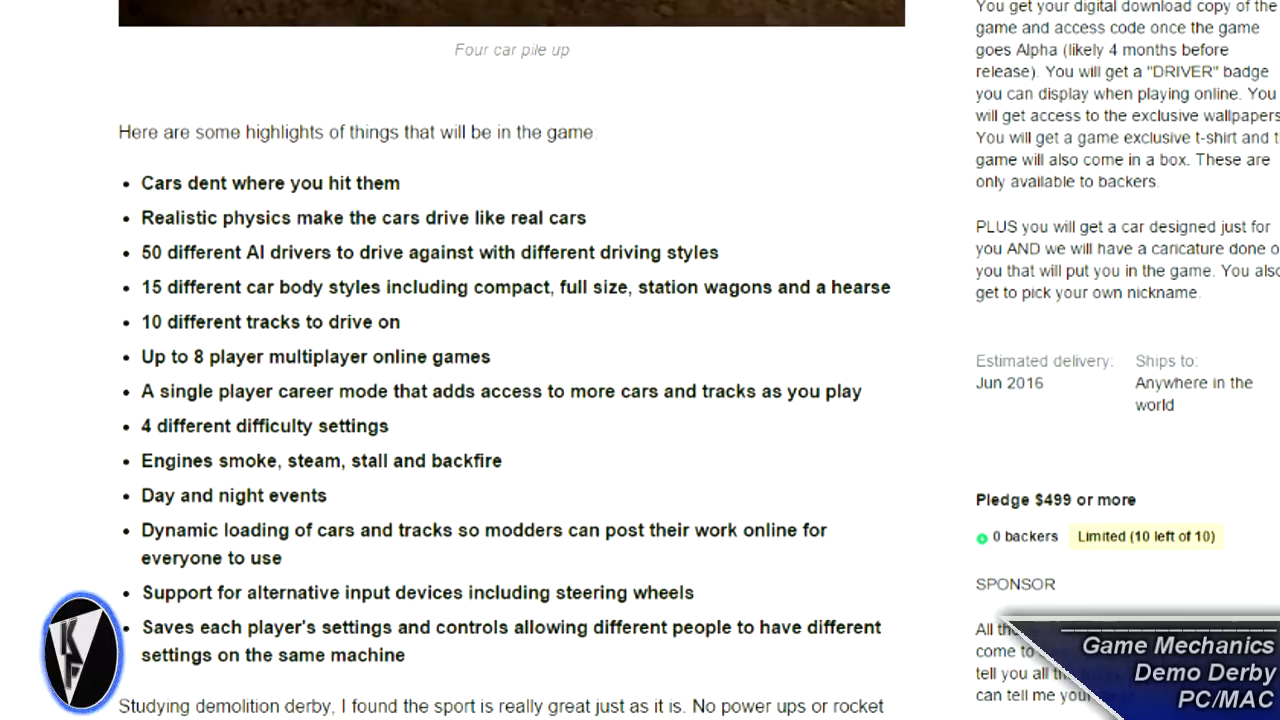 Four car pile up
Here are some highlights of things that will be in the game:
Cars dent where you hit them
Realistic physics make the cars drive like real cars
50 different AI drivers to drive against with different driving styles
15 different car body styles including compact, full size, station wagons and a hearse
10 different tracks to drive on
Up to 8 player multiplayer online games
A single player career mode that adds access to more cars and tracks as you play
4 different difficulty settings
Engines smoke, steam, stall and backfire
Day and night events
Dynamic loading of cars and tracks so modders can post their work online for
everyone to use
Support for alternative input devices including steering wheels
Saves each player's settings and controls allowing different people to have different
settings on the same machine
Studying demolition derby, I found the sport is really great just as it is. No power ups or rocket
You get your digital download copy of the
game and access code once the game
goes Alpha (likely 4 months before
release). You will get a "DRIVER" badge
you can display when playing online. You
will get access to the exclusive wallpapers
You will get a game exclusive t-shirt and
game will also come in a box. These are
only available to backers.
PLUS you will get a car designed just for
you AND we will have a caricature done
you that will put you in the game. You also
get to pick your own nickname.
Estimated delivery:
Jun 2016
Ships to:
Anywhere in the
world
Pledge $499 or more
0 backers Limited (10 left of 10)
SPONSOR
All
come to
tell you all
can tell me
KF
Game Mechanics
Demo Derby
PC/MAC